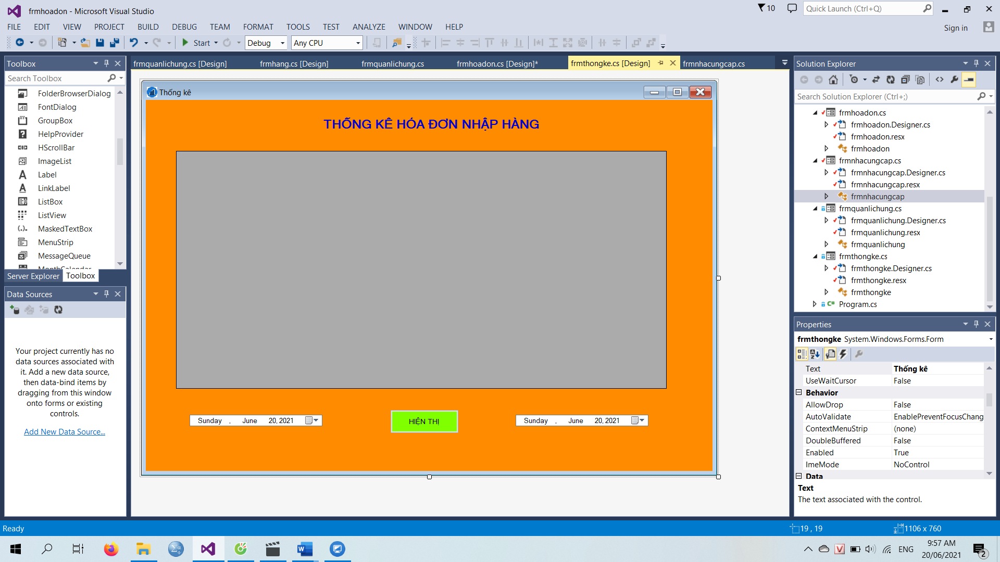 frmhoadon - Microsoft Visual Studio
10
Quick Launch (Ctrl+Q)
FILE EDIT VIEW PROJECT BUILD DEBUG TEAM FORMAT TOOLS TEST ANALYZE WINDOW HELP
Sign in
Start Debug Any CPU
Toolbox
Search Toolbox
FolderBrowserDialog
FontDialog
GroupBox
HelpProvider
HScrollBar
ImageList
Label
LinkLabel
ListBox
ListView
MaskedTextBox
MenuStrip
MessageQueue
MonthCalendar
Server Explorer Toolbox
Data Sources
Your project currently has no
data sources associated with
it. Add a new data source,
then data-bind items by
dragging from this window
onto forms or existing
controls.
Add New Data Source...
frmquanlichung.cs [Design] frmhang.cs [Design] frmquanlichung.cs frmhoadon.cs [Design]* frmthongke.cs [Design] frmnhacungcap.cs
Thống kê
THỐNG KÊ HÓA ĐƠN NHẬP HÀNG
Sunday , June 20, 2021
HIỆN THỊ
Sunday , June 20, 2021
Solution Explorer
Search Solution Explorer (Ctrl+;)
frmhoadon.cs
frmhoadon.Designer.cs
frmhoadon.resx
frmhoadon
frmnhacungcap.cs
frmnhacungcap.Designer.cs
frmnhacungcap.resx
frmnhacungcap
frmquanlichung.cs
frmquanlichung.Designer.cs
frmquanlichung.resx
frmquanlichung
frmthongke.cs
frmthongke.Designer.cs
frmthongke.resx
frmthongke
C# Program.cs
Properties
frmthongke System.Windows.Forms.Form
Text Thống kê
UseWaitCursor False
Behavior
AllowDrop False
AutoValidate EnablePreventFocusChang
ContextMenuStrip (none)
DoubleBuffered False
Enabled True
ImeMode NoControl
Data
Text
The text associated with the control.
Ready
19 , 19
1106 x 760
ENG
9:57 AM
20/06/2021
2